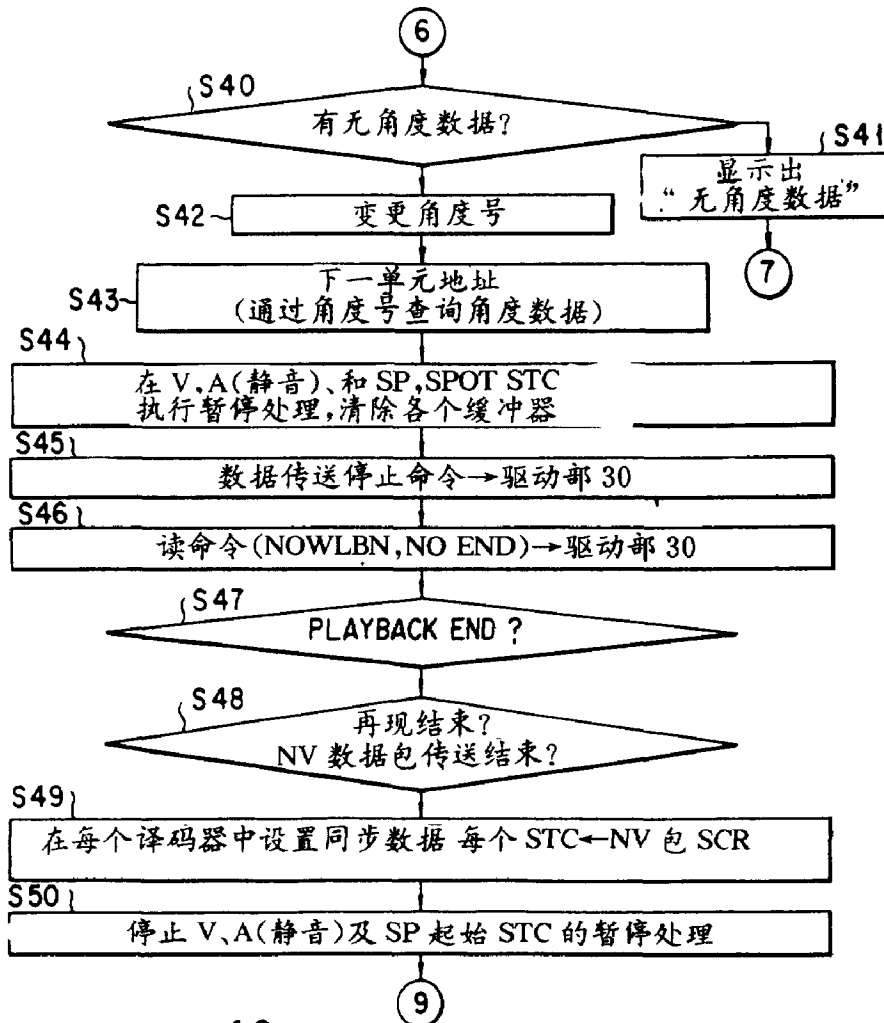 6
S40
有无角度数据?
S41
显示出
“无角度数据”
7
S42
变更角度号
S43
下一单元地址
(通过角度号查询角度数据)
S44
在 V,A(静音)、和 SP,SPOT STC
执行暂停处理,清除各个缓冲器
S45
数据传送停止命令→驱动部 30
S46
读命令(NOWLBN,NO END)→驱动部 30
S47
PLAYBACK END ?
S48
再现结束?
NV 数据包传送结束?
S49
在每个译码器中设置同步数据 每个 STC←NV 包 SCR
S50
停止 V、A(静音)及 SP 起始 STC 的暂停处理
9